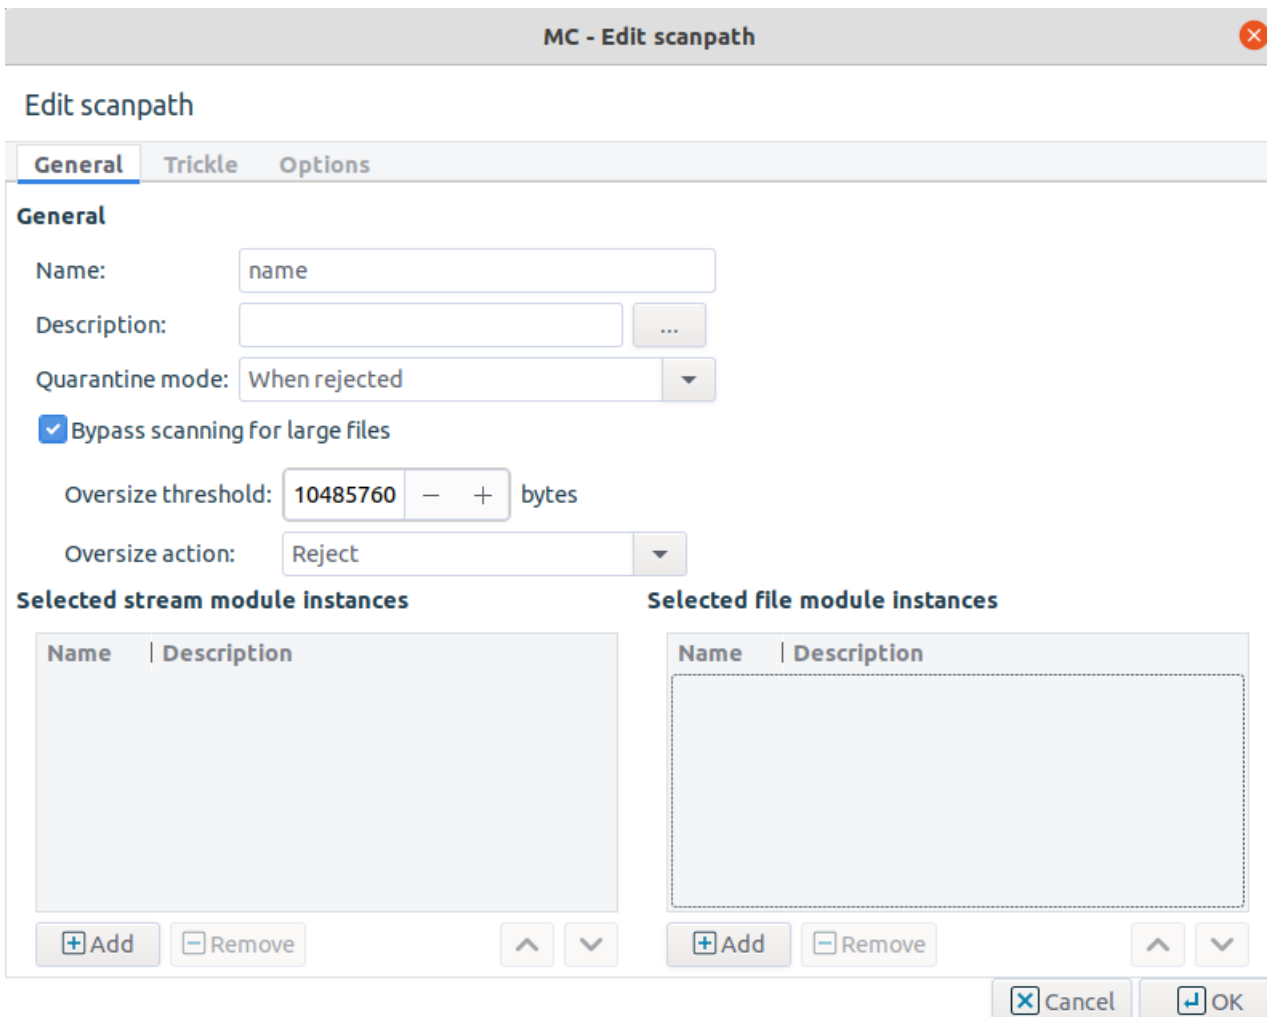 MC - Edit scanpath
Edit scanpath
General Trickle Options
General
Name: name
Description: ...
Quarantine mode: When rejected
Bypass scanning for large files
Oversize threshold: 10485760 − + bytes
Oversize action: Reject
Selected stream module instances Selected file module instances
Name Description Name Description
Add Remove Add Remove
Cancel OK